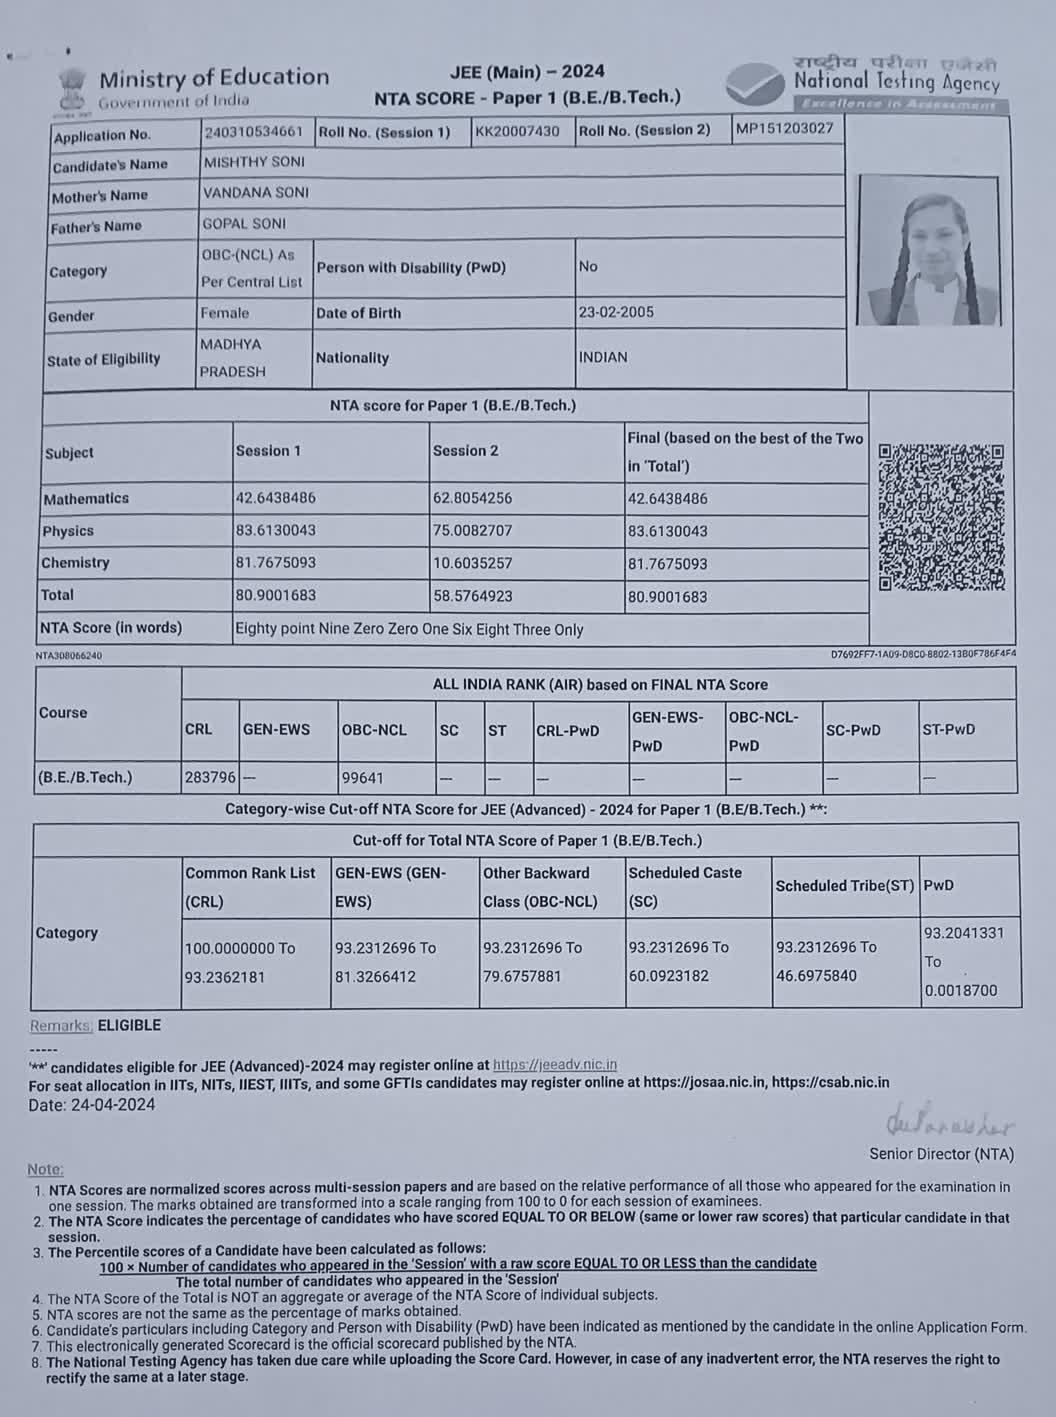 Ministry of Education
Government of India
JEE (Main) – 2024
NTA SCORE - Paper 1 (B.E./B.Tech.)
राष्ट्रीय परीक्षा एजेंसी
National Testing Agency
Excellence in Assessment
Application No. 240310534661 Roll No. (Session 1) KK20007430 Roll No. (Session 2) MP151203027
Candidate's Name MISHTHY SONI
Mother's Name VANDANA SONI
Father's Name GOPAL SONI
Category OBC-(NCL) As Per Central List Person with Disability (PwD) No
Gender Female Date of Birth 23-02-2005
State of Eligibility MADHYA PRADESH Nationality INDIAN
NTA score for Paper 1 (B.E./B.Tech.)
Subject Session 1 Session 2 Final (based on the best of the Two in 'Total')
Mathematics 42.6438486 62.8054256 42.6438486
Physics 83.6130043 75.0082707 83.6130043
Chemistry 81.7675093 10.6035257 81.7675093
Total 80.9001683 58.5764923 80.9001683
NTA Score (in words) Eighty point Nine Zero Zero One Six Eight Three Only
NTA308066240 D7692FF7-1A09-D8C0-8802-13B0F786F4F4
ALL INDIA RANK (AIR) based on FINAL NTA Score
Course CRL GEN-EWS OBC-NCL SC ST CRL-PwD GEN-EWS-PwD OBC-NCL-PwD SC-PwD ST-PwD
(B.E./B.Tech.) 283796 — 99641 — — — — — — —
Category-wise Cut-off NTA Score for JEE (Advanced) - 2024 for Paper 1 (B.E/B.Tech.) **:
Cut-off for Total NTA Score of Paper 1 (B.E/B.Tech.)
Category
Common Rank List (CRL) GEN-EWS (GEN-EWS) Other Backward Class (OBC-NCL) Scheduled Caste (SC) Scheduled Tribe(ST) PwD
100.0000000 To 93.2362181 93.2312696 To 81.3266412 93.2312696 To 79.6757881 93.2312696 To 60.0923182 93.2312696 To 46.6975840 93.2041331 To 0.0018700
Remarks: ELIGIBLE
-----
'**' candidates eligible for JEE (Advanced)-2024 may register online at https://jeeadv.nic.in
For seat allocation in IITs, NITs, IIEST, IIITs, and some GFTIs candidates may register online at https://josaa.nic.in, https://csab.nic.in
Date: 24-04-2024
Senior Director (NTA)
Note:
1. NTA Scores are normalized scores across multi-session papers and are based on the relative performance of all those who appeared for the examination in
one session. The marks obtained are transformed into a scale ranging from 100 to 0 for each session of examinees.
2. The NTA Score indicates the percentage of candidates who have scored EQUAL TO OR BELOW (same or lower raw scores) that particular candidate in that
session.
3. The Percentile scores of a Candidate have been calculated as follows:
100 × Number of candidates who appeared in the 'Session' with a raw score EQUAL TO OR LESS than the candidate
The total number of candidates who appeared in the 'Session'
4. The NTA Score of the Total is NOT an aggregate or average of the NTA Score of individual subjects.
5. NTA scores are not the same as the percentage of marks obtained.
6. Candidate's particulars including Category and Person with Disability (PwD) have been indicated as mentioned by the candidate in the online Application Form.
7. This electronically generated Scorecard is the official scorecard published by the NTA.
8. The National Testing Agency has taken due care while uploading the Score Card. However, in case of any inadvertent error, the NTA reserves the right to
rectify the same at a later stage.